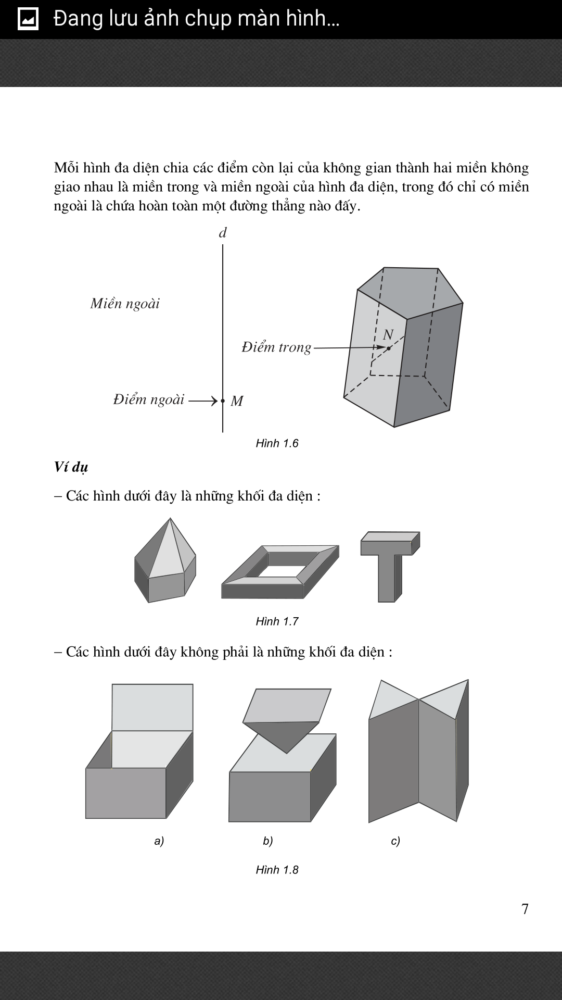 Đang lưu ảnh chụp màn hình...
Mỗi hình đa diện chia các điểm còn lại của không gian thành hai miền không
giao nhau là miền trong và miền ngoài của hình đa diện, trong đó chỉ có miền
ngoài là chứa hoàn toàn một đường thẳng nào đấy.
d
Miền ngoài
N
Điểm trong
Điểm ngoài
M
Hình 1.6
Ví dụ
– Các hình dưới đây là những khối đa diện :
Hình 1.7
– Các hình dưới đây không phải là những khối đa diện :
a)
b)
c)
Hình 1.8
7